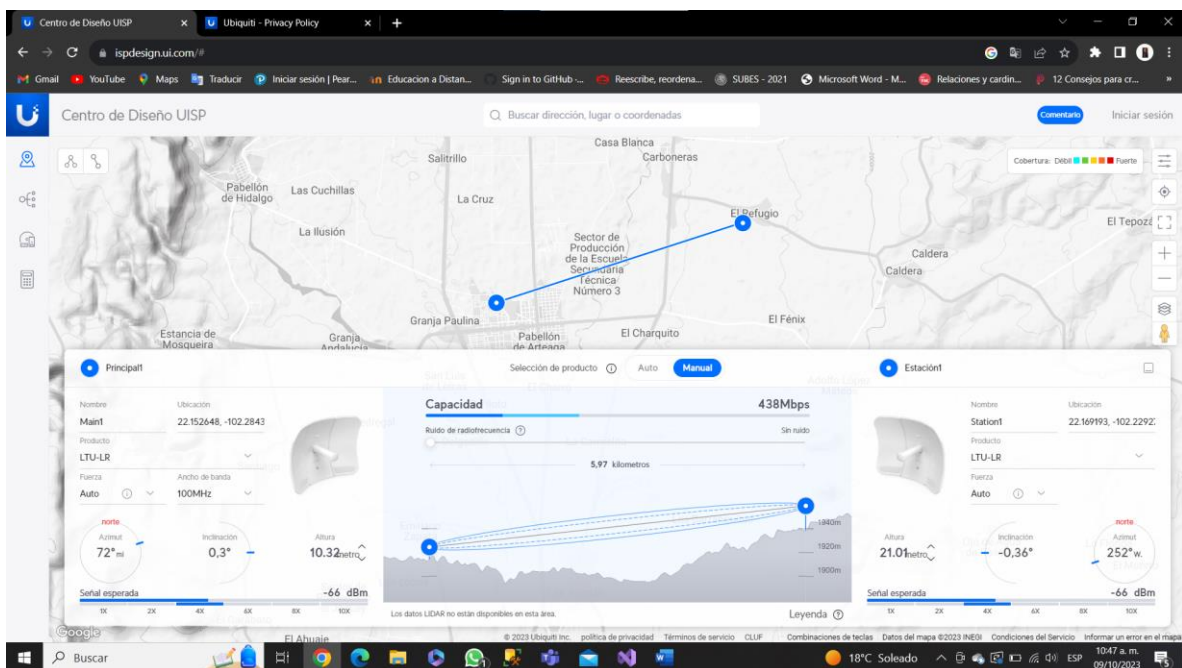 Centro de Diseño UISP
Ubiquiti - Privacy Policy
ispdesign.ui.com/#
Gmail
YouTube
Maps
Traducir
Iniciar sesión | Pear...
Educacion a Distan...
Sign in to GitHub ·...
Reescribe, reordena...
SUBES - 2021
Microsoft Word - M...
Relaciones y cardin...
12 Consejos para cr...
Centro de Diseño UISP
Buscar dirección, lugar o coordenadas
Comentario
Iniciar sesión
Cobertura: Débil
Fuerte
Casa Blanca
Carboneras
Salitrillo
Pabellón
de Hidalgo
Las Cuchillas
La Cruz
La Ilusión
El Refugio
El Tepozá
Sector de
Producción
de la Escuela
Secundaria
Técnica
Número 3
Caldera
Caldera
Granja Paulina
El Fénix
Estancia de
Mosqueira
Granja
Andalucía
Pabellón
de Arteaga
El Charquito
Principal1
Selección de producto
Auto
Manual
Estación1
Nombre
Ubicación
Main1
22.152648, -102.2843
Producto
LTU-LR
Fuerza
Ancho de banda
Auto
100MHz
norte
Azimut
72° mi
Inclinación
0,3°
Altura
10.32metro
Señal esperada
-66 dBm
1X
2X
4X
6X
8X
10X
Capacidad
438Mbps
Ruido de radiofrecuencia
Sin ruido
5,97 kilometros
1940m
1920m
1900m
Los datos LIDAR no están disponibles en esta área.
Leyenda
Nombre
Ubicación
Station1
22.169193, -102.2292:
Producto
LTU-LR
Fuerza
Auto
Altura
21.01metro
Inclinación
-0,36°
norte
Azimut
252° w.
Señal esperada
-66 dBm
1X
2X
4X
6X
8X
10X
Google
El Ahuaje
© 2023 Ubiquiti Inc.
política de privacidad
Términos de servicio
CLUF
Combinaciones de teclas
Datos del mapa ©2023 INEGI
Condiciones del Servicio
Informar un error en el mapa
Buscar
18°C Soleado
ESP
10:47 a. m.
09/10/2023